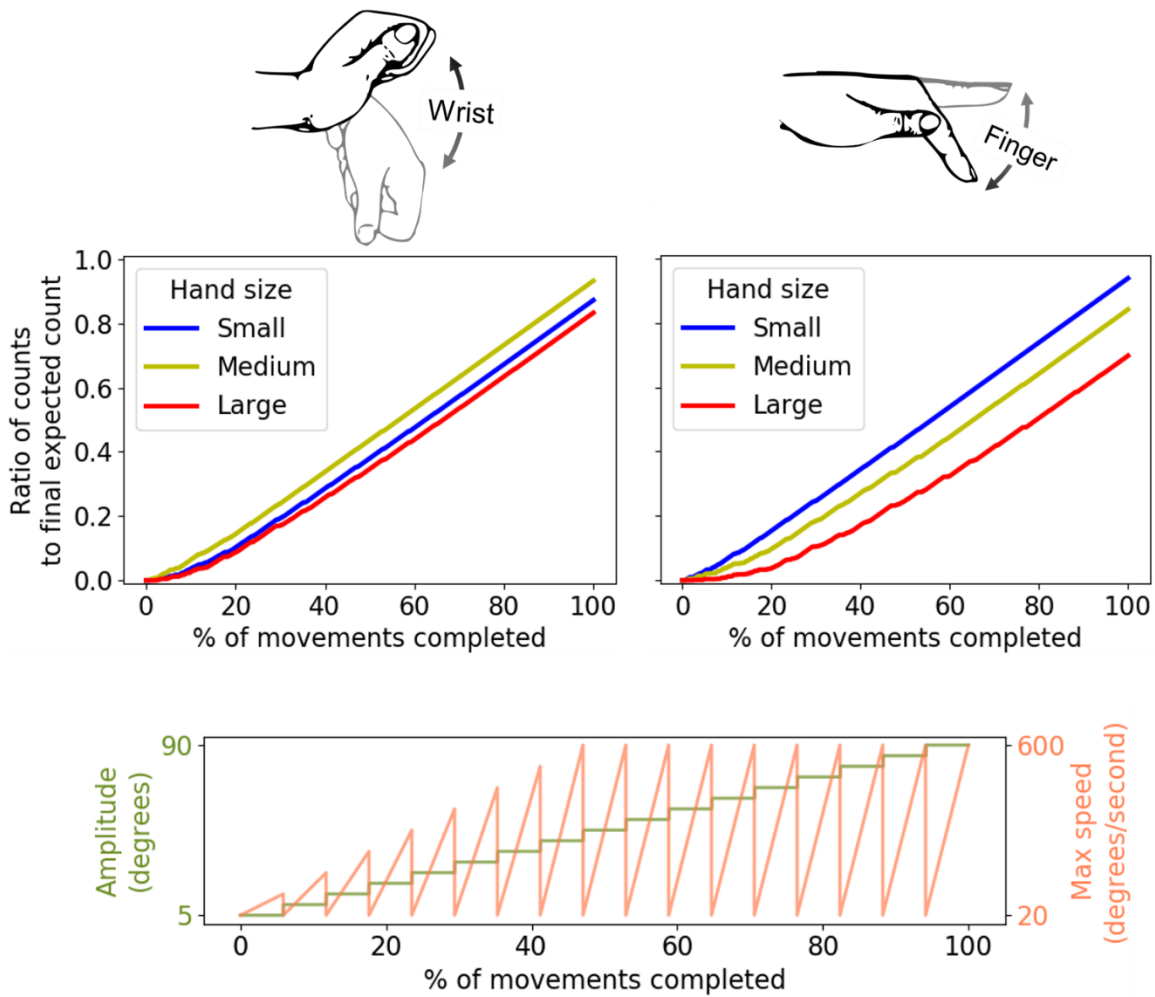 Wrist
Finger
Ratio of counts
to final expected count
1.0
0.8
0.6
0.4
0.2
0.0
Hand size
Small
Medium
Large
0 20 40 60 80 100
% of movements completed
Hand size
Small
Medium
Large
0 20 40 60 80 100
% of movements completed
Amplitude
(degrees)
90
5
600
20
Max speed
(degrees/second)
0 20 40 60 80 100
% of movements completed